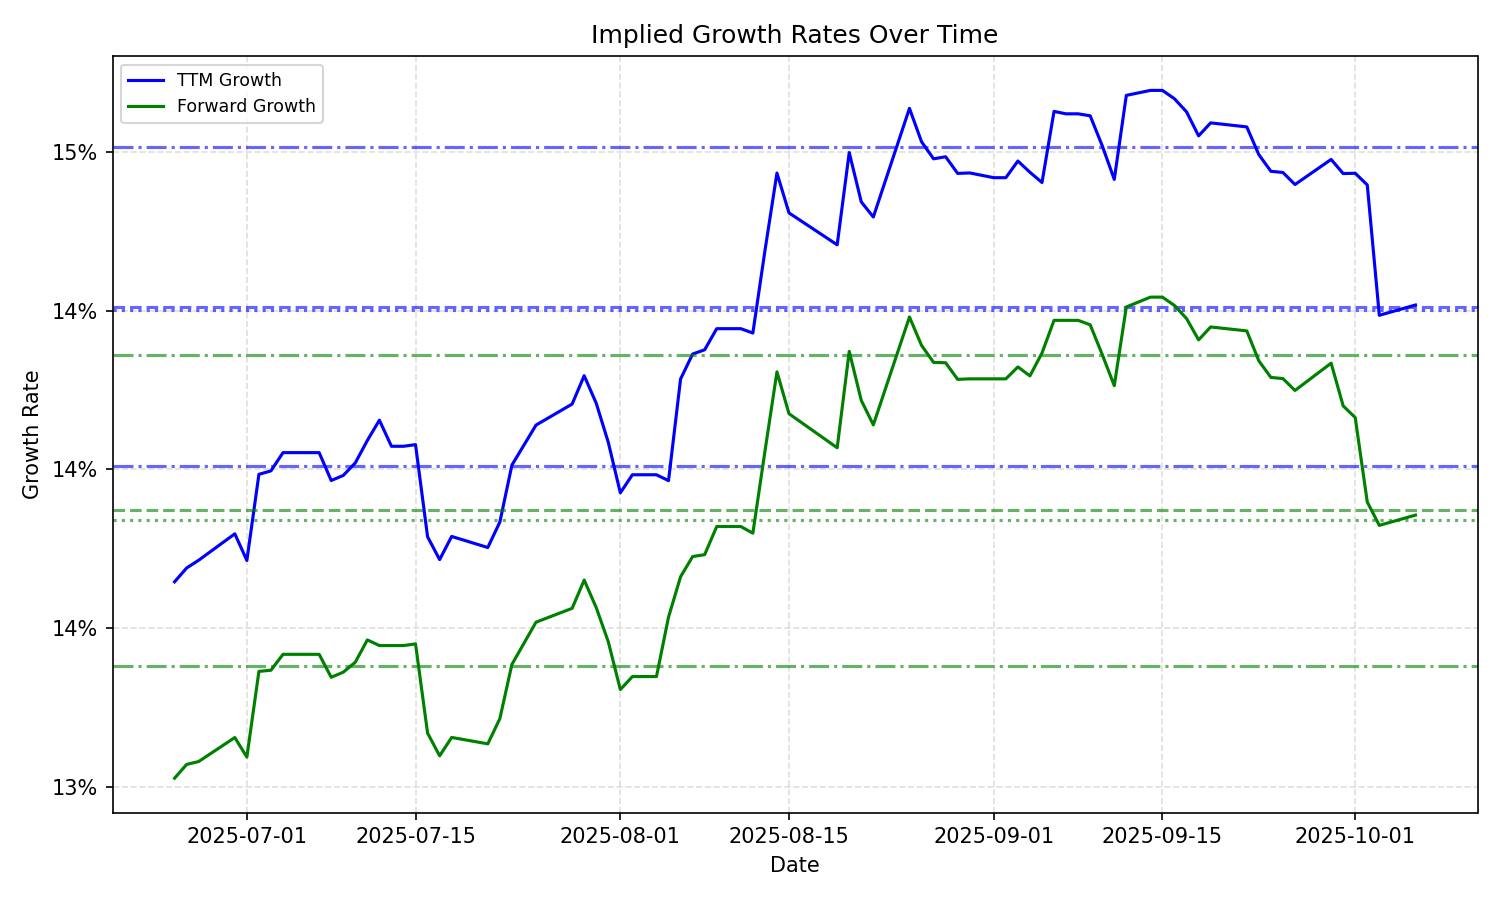 Implied Growth Rates Over Time
TTM Growth
Forward Growth
15%
14%
14%
14%
13%
Growth Rate
2025-07-01
2025-07-15
2025-08-01
2025-08-15
2025-09-01
2025-09-15
2025-10-01
Date